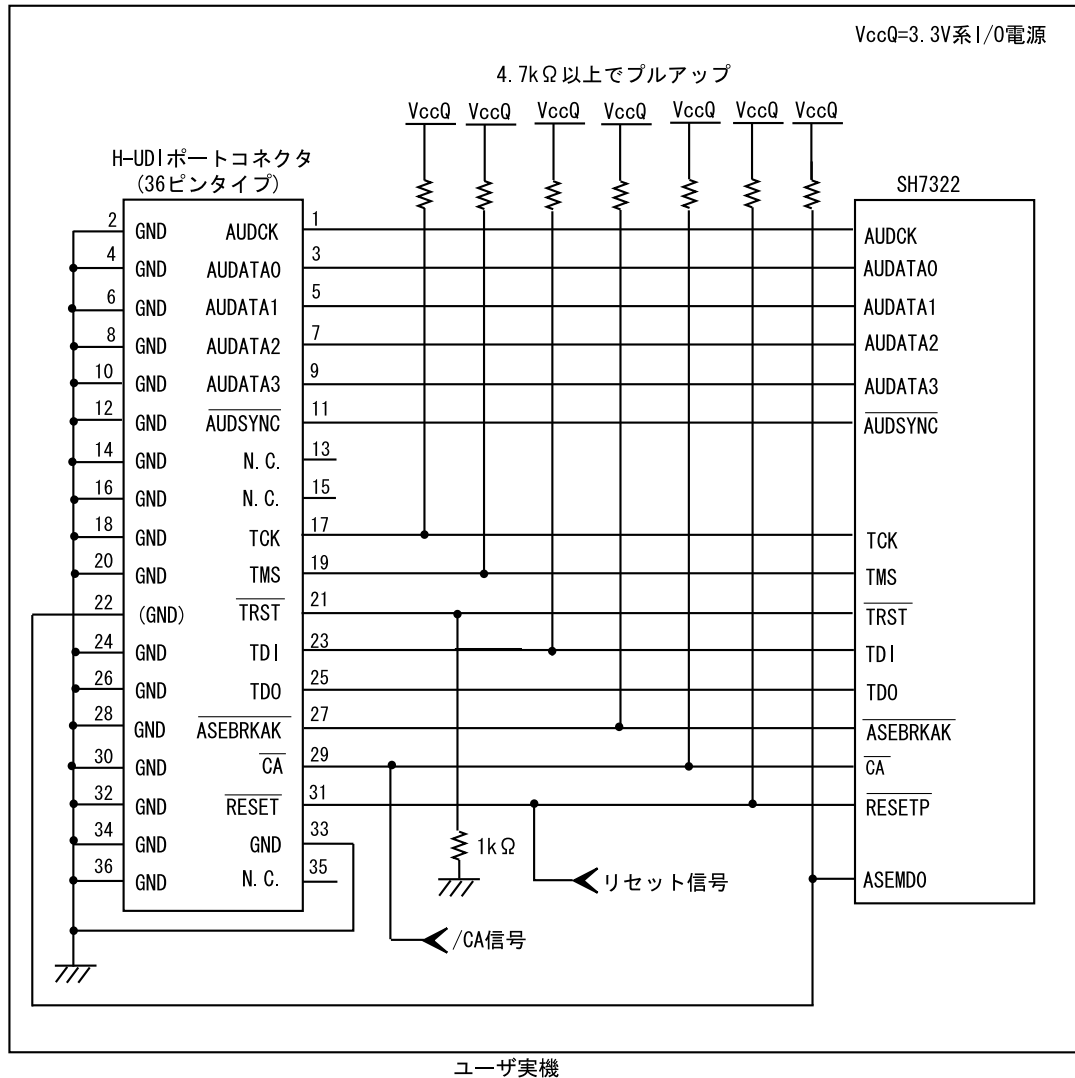 VccQ=3.3V系I/O電源
4.7kΩ以上でプルアップ
VccQ VccQ VccQ VccQ VccQ VccQ VccQ
H-UDIポートコネクタ
(36ピンタイプ)
SH7322
2 GND AUDCK 1 AUDCK
4 GND AUDATA0 3 AUDATA0
6 GND AUDATA1 5 AUDATA1
8 GND AUDATA2 7 AUDATA2
10 GND AUDATA3 9 AUDATA3
12 GND AUDSYNC 11 AUDSYNC
14 GND N.C. 13
16 GND N.C. 15
18 GND TCK 17 TCK
20 GND TMS 19 TMS
22 (GND) TRST 21 TRST
24 GND TDI 23 TDI
26 GND TDO 25 TDO
28 GND ASEBRKAK 27 ASEBRKAK
30 GND CA 29 CA
32 GND RESET 31 RESETP
34 GND GND 33
1kΩ
36 GND N.C. 35
リセット信号
ASEMD0
/CA信号
ユーザ実機